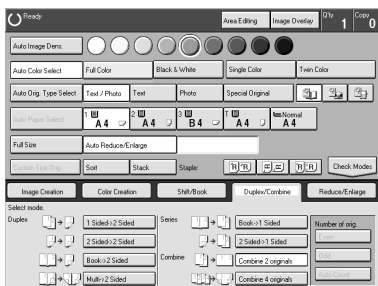 Ready Area Editing Image Overlay Q'ty 1 Copy 0
Auto Image Dens.
Auto Color Select Full Color Black & White Single Color Twin Color
Auto Orig. Type Select Text / Photo Text Photo Special Original
Auto Paper Select 1 A4 2 A4 3 B4 T A4 Normal A4
Full Size Auto Reduce/Enlarge
Custom Size Orig. Sort Stack Staple: Check Modes
Image Creation Color Creation Shift/Book Duplex/Combine Reduce/Enlarge
Select mode.
Duplex 1 Sided->2 Sided Series Book->1 Sided Number of orig.
2 Sided->2 Sided 2 Sided->1 Sided Even
Book->2 Sided Combine Combine 2 originals Odd
Multi->2 Sided Combine 4 originals Auto Count